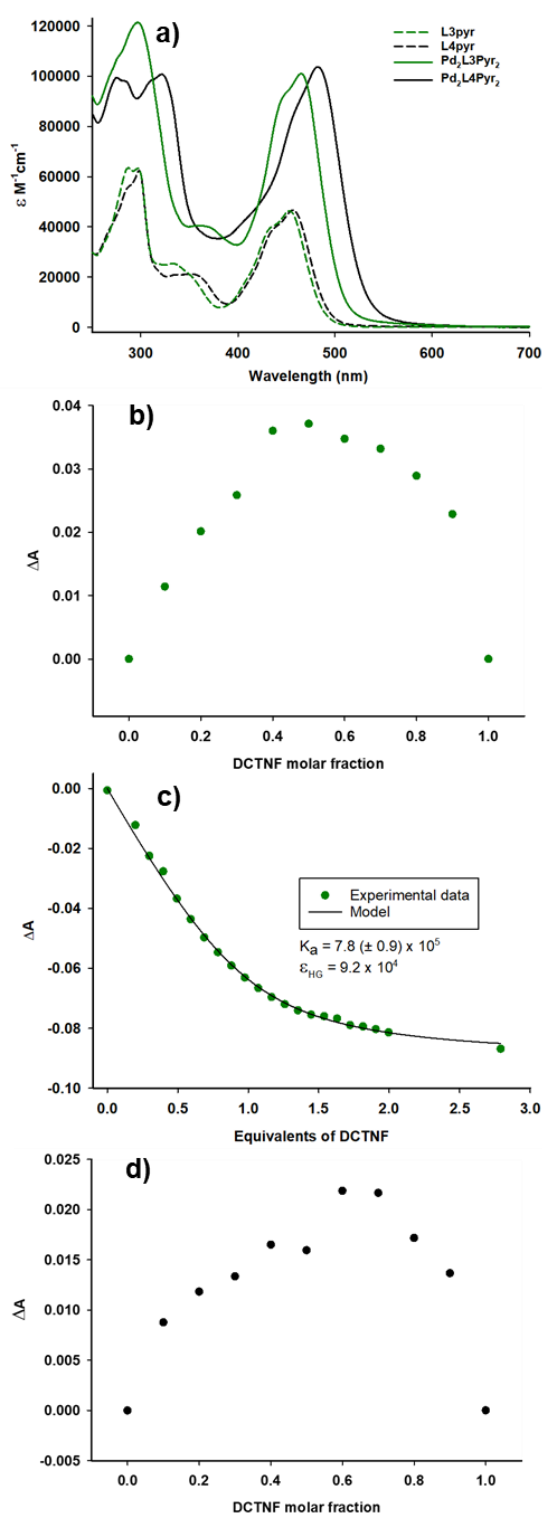 a)
L3pyr
L4pyr
Pd₂L3Pyr₂
Pd₂L4Pyr₂
120000
100000
80000
60000
40000
20000
0
ε M⁻¹cm⁻¹
300 400 500 600 700
Wavelength (nm)
b)
0.04
0.03
0.02
0.01
0.00
ΔA
0.0 0.2 0.4 0.6 0.8 1.0
DCTNF molar fraction
c)
0.00
-0.02
-0.04
-0.06
-0.08
-0.10
ΔA
Experimental data
Model
Ka = 7.8 (± 0.9) x 10⁵
ε_HG = 9.2 x 10⁴
0.0 0.5 1.0 1.5 2.0 2.5 3.0
Equivalents of DCTNF
d)
0.025
0.020
0.015
0.010
0.005
0.000
-0.005
ΔA
0.0 0.2 0.4 0.6 0.8 1.0
DCTNF molar fraction